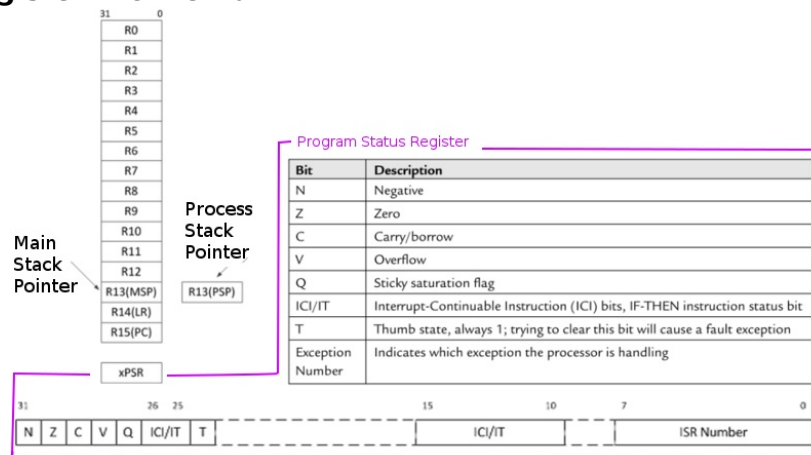 31 0
R0
R1
R2
R3
R4
R5
R6
R7
R8
R9
R10
R11
R12
R13(MSP)
R14(LR)
R15(PC)
xPSR
Main
Stack
Pointer
Process
Stack
Pointer
R13(PSP)
Program Status Register
Bit Description
N Negative
Z Zero
C Carry/borrow
V Overflow
Q Sticky saturation flag
ICI/IT Interrupt-Continuable Instruction (ICI) bits, IF-THEN instruction status bit
T Thumb state, always 1; trying to clear this bit will cause a fault exception
Exception Indicates which exception the processor is handling
Number
31 26 25 15 10 7 0
N Z C V Q ICI/IT T ICI/IT ISR Number